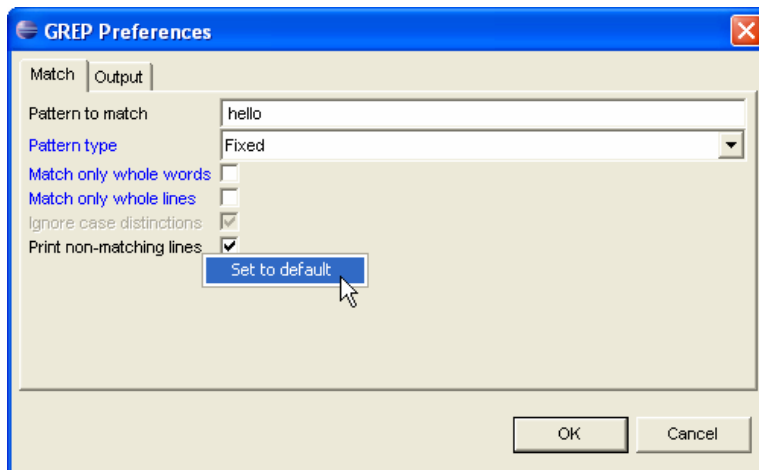 GREP Preferences
Match Output
Pattern to match hello
Pattern type Fixed
Match only whole words
Match only whole lines
Ignore case distinctions
Print non-matching lines
Set to default
OK Cancel